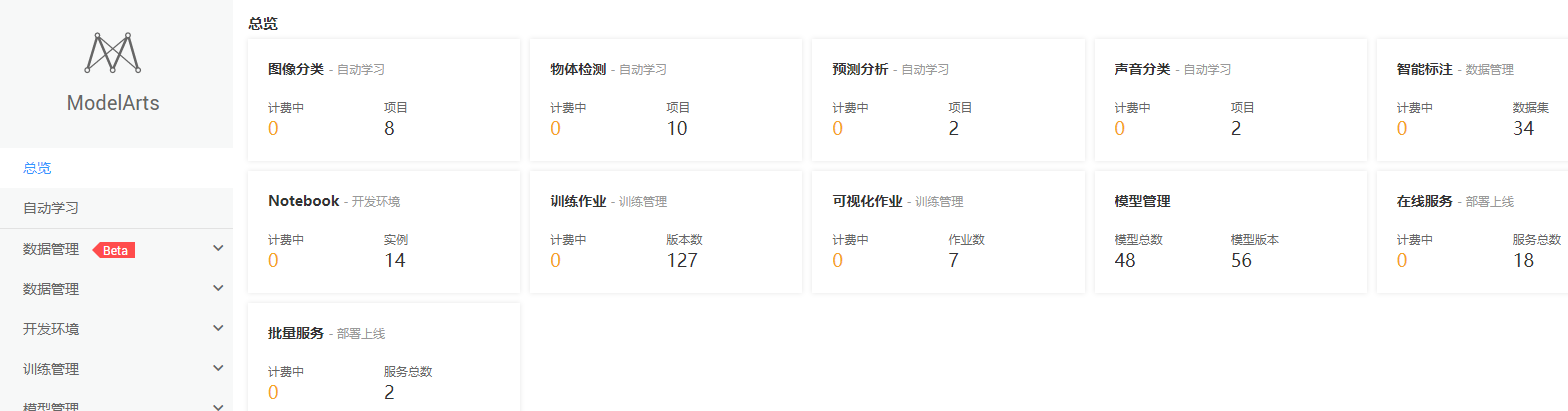 ModelArts
总览
自动学习
数据管理 Beta
数据管理
开发环境
训练管理
模型管理
总览
图像分类 - 自动学习
计费中 项目
0 8
物体检测 - 自动学习
计费中 项目
0 10
预测分析 - 自动学习
计费中 项目
0 2
声音分类 - 自动学习
计费中 项目
0 2
智能标注 - 数据管理
计费中 数据集
0 34
Notebook - 开发环境
计费中 实例
0 14
训练作业 - 训练管理
计费中 版本数
0 127
可视化作业 - 训练管理
计费中 作业数
0 7
模型管理
模型总数 模型版本
48 56
在线服务 - 部署上线
计费中 服务总数
0 18
批量服务 - 部署上线
计费中 服务总数
0 2